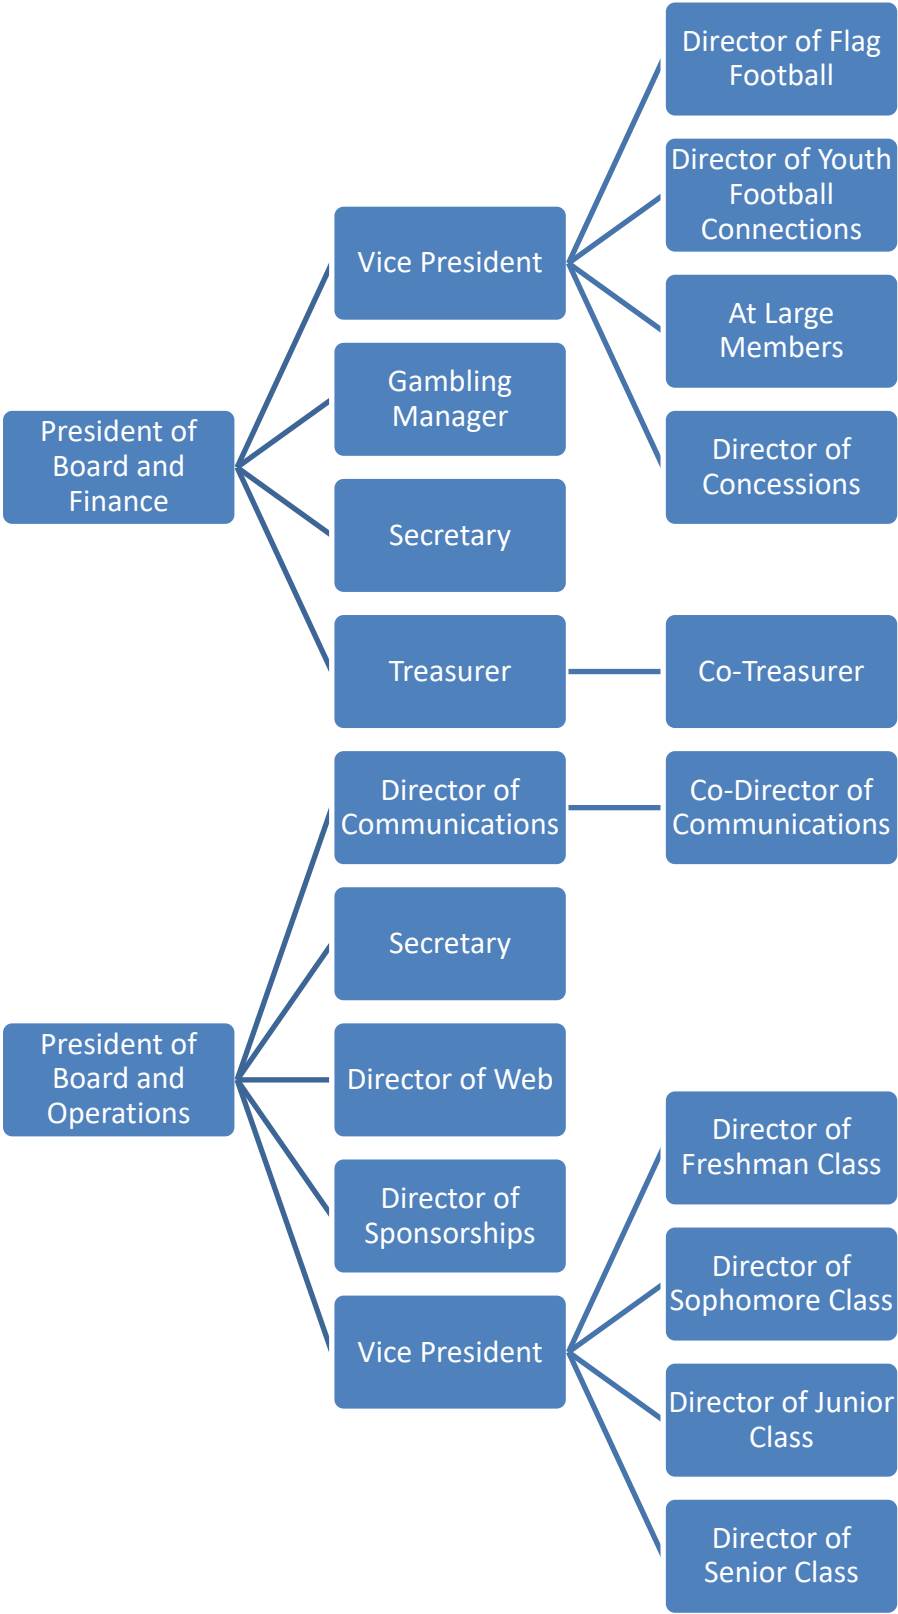 President of
Board and
Finance
Vice President
Director of Flag
Football
Director of Youth
Football
Connections
At Large
Members
Director of
Concessions
Gambling
Manager
Secretary
Treasurer
Co-Treasurer
President of
Board and
Operations
Director of
Communications
Co-Director of
Communications
Secretary
Director of Web
Director of
Sponsorships
Vice President
Director of
Freshman Class
Director of
Sophomore Class
Director of Junior
Class
Director of
Senior Class